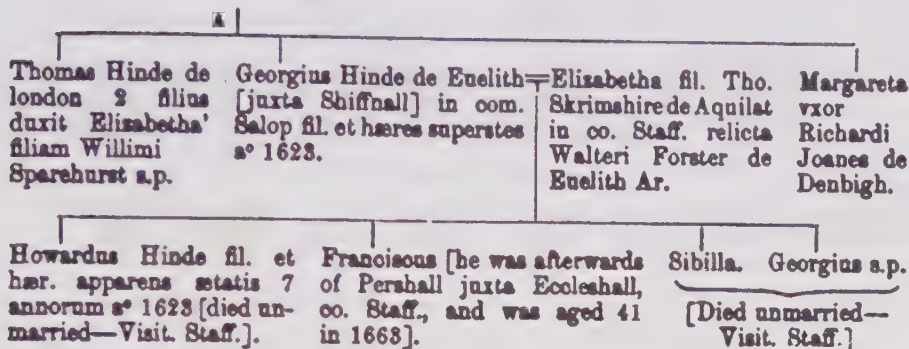 A
Thomas Hinde de
london 2 filius
duxit Elizabetha'
filiam Willimi
Sparehurst s.p.
Georgius Hinde de Euelith
[juxta Shiffnall] in com.
Salop fil. et hæres superstes
aº 1623.
Elizabetha fil. Tho.
Skrimshire de Aquilat
in co. Staff. relicta
Walteri Forster de
Euelith Ar.
Margareta
vxor
Richardi
Joanes de
Denbigh.
Howardus Hinde fil. et
hær. apparens ætatis 7
annorum aº 1623 [died un-
married—Visit. Staff.].
Franciscus [he was afterwards
of Pershall juxta Eccleshall,
co. Staff., and was aged 41
in 1663].
Sibilla. Georgius s.p.
[Died unmarried—
Visit. Staff.]